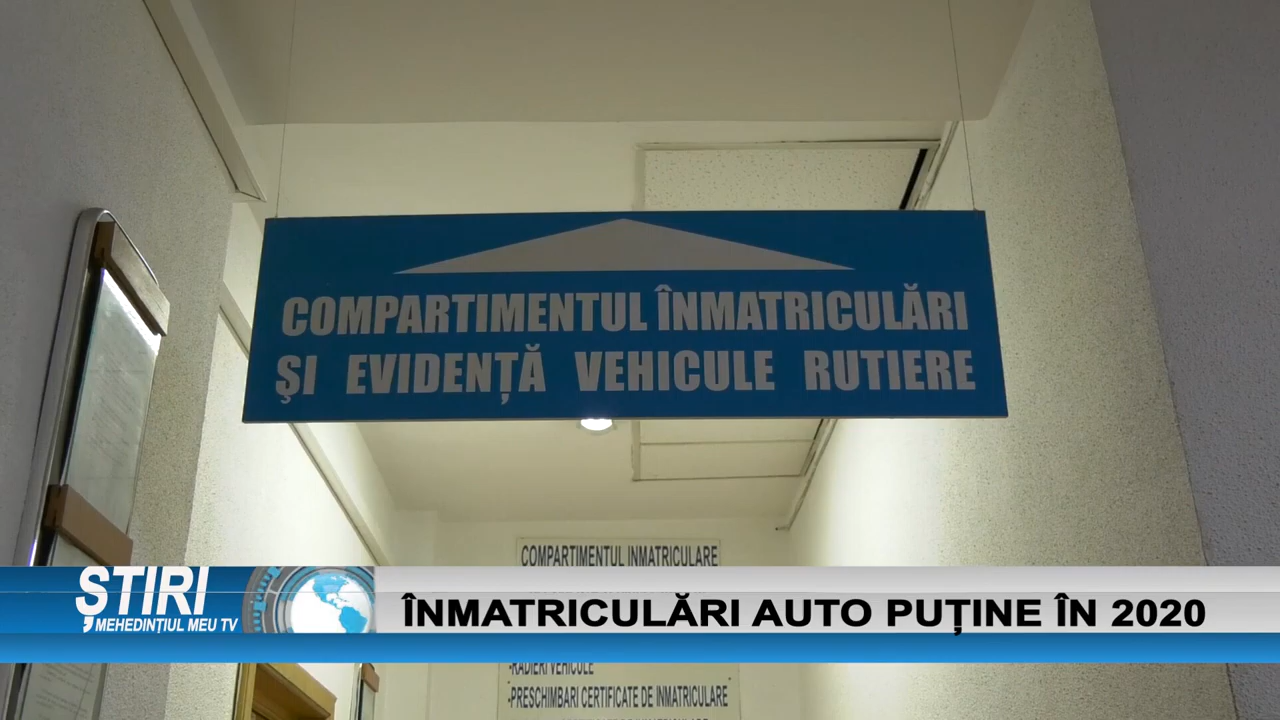 COMPARTIMENTUL ÎNMATRICULĂRI
ŞI EVIDENȚĂ VEHICULE RUTIERE
COMPARTIMENTUL INMATRICULARE
ȘTIRI
MEHEDINȚIUL MEU TV
ÎNMATRICULĂRI AUTO PUȚINE ÎN 2020
-RADIERI VEHICULE
-PRESCHIMBARI CERTIFICATE DE INMATRICULARE